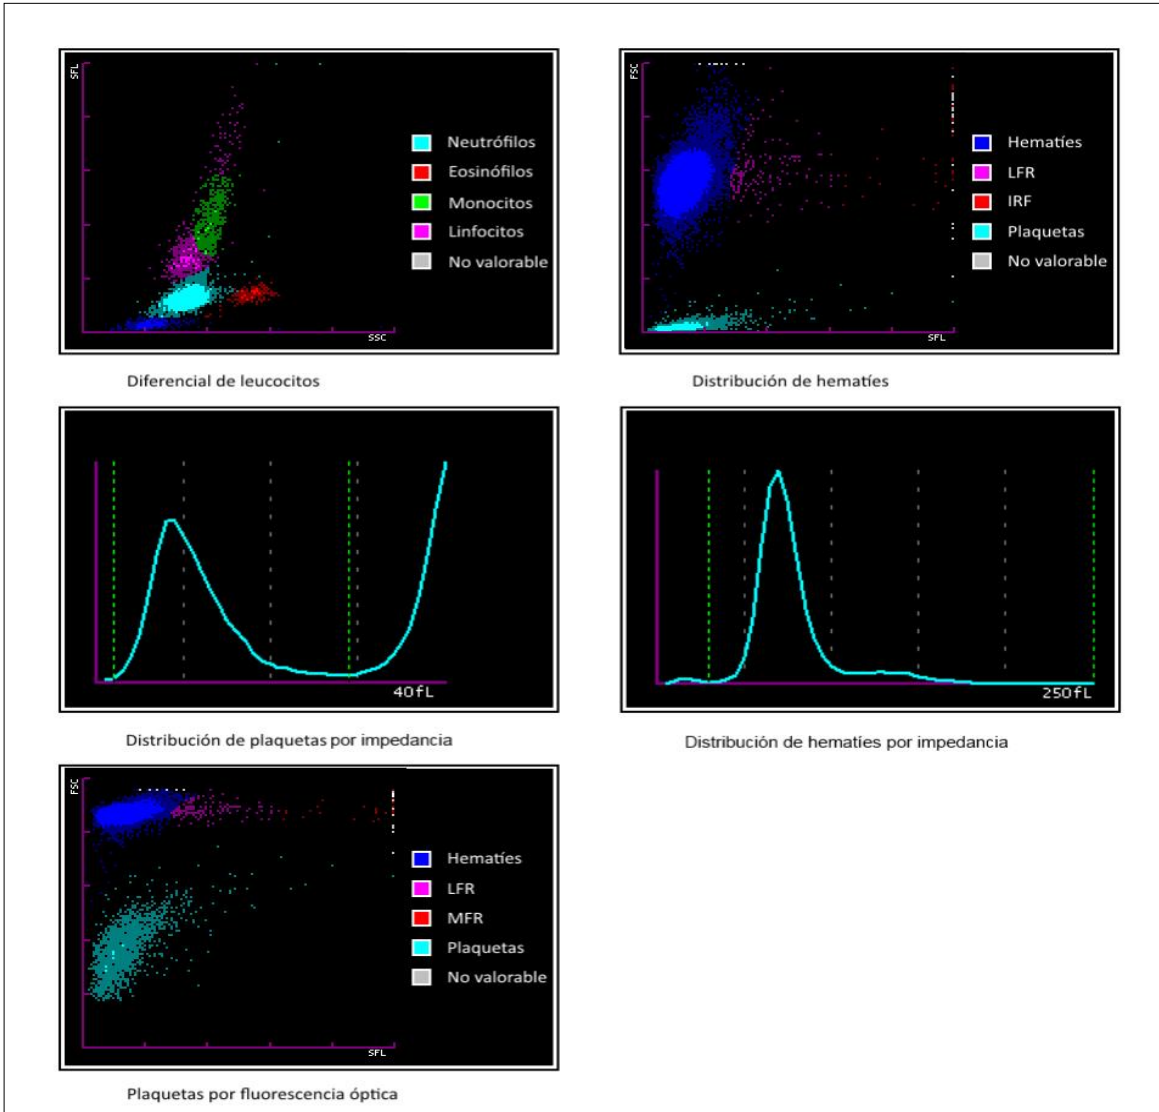 SFL
Neutrófilos
Eosinófilos
Monocitos
Linfocitos
No valorable
SSC
Diferencial de leucocitos
FSC
Hematíes
LFR
IRF
Plaquetas
No valorable
SFL
Distribución de hematíes
40fL
Distribución de plaquetas por impedancia
250fL
Distribución de hematíes por impedancia
FSC
Hematíes
LFR
MFR
Plaquetas
No valorable
SFL
Plaquetas por fluorescencia óptica